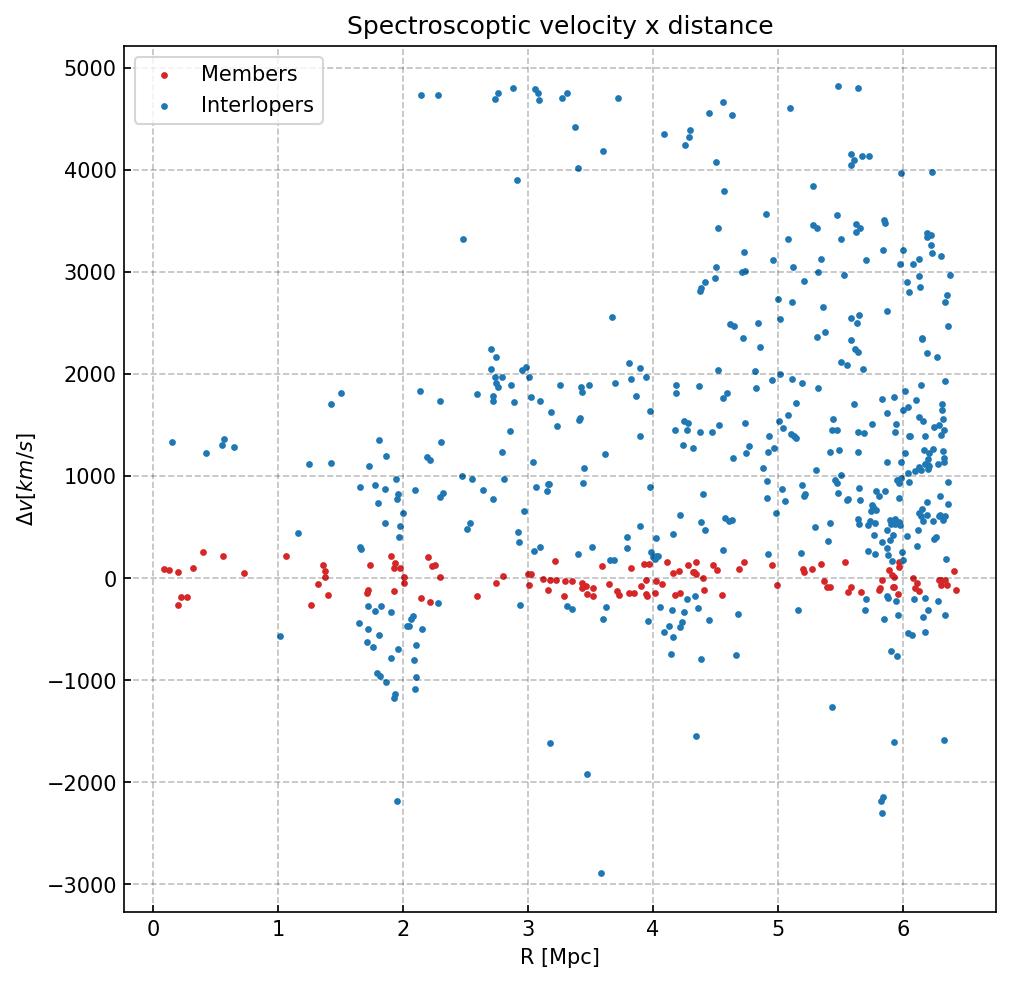 Spectroscoptic velocity x distance
Members
Interlopers
5000
4000
3000
2000
1000
0
−1000
−2000
−3000
Δv[km/s]
0 1 2 3 4 5 6
R [Mpc]